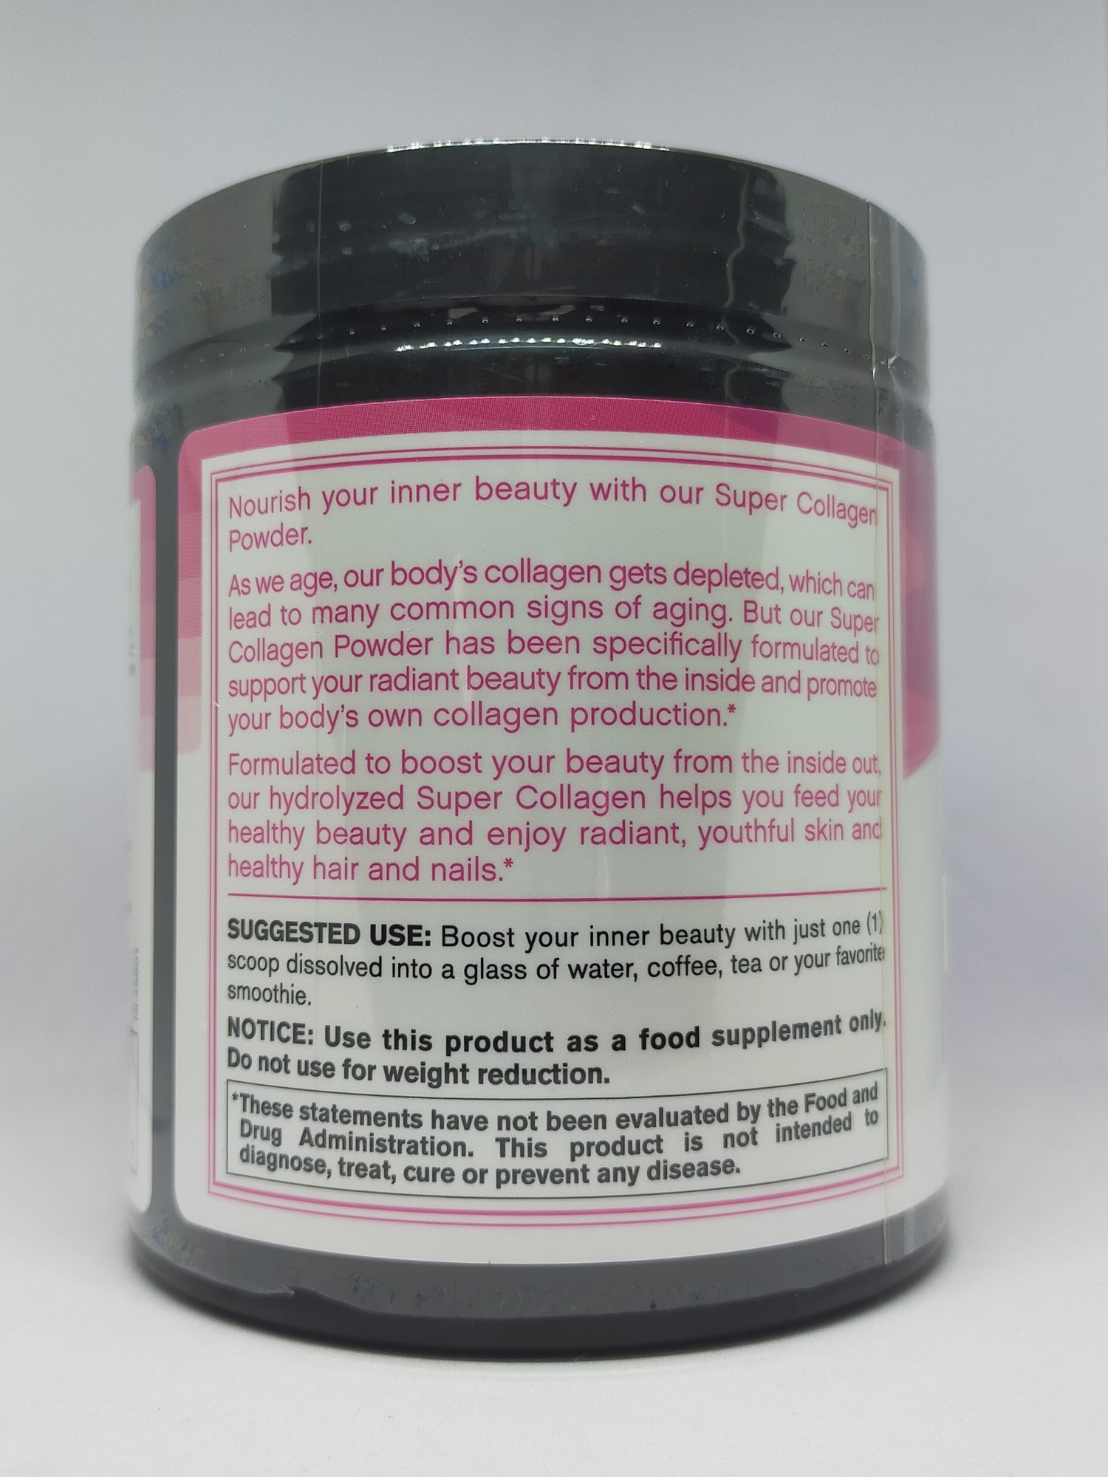 Nourish your inner beauty with our Super Collagen
Powder.
As we age, our body's collagen gets depleted, which can
lead to many common signs of aging. But our Super
Collagen Powder has been specifically formulated to
support your radiant beauty from the inside and promote
your body's own collagen production.*
Formulated to boost your beauty from the inside out,
our hydrolyzed Super Collagen helps you feed your
healthy beauty and enjoy radiant, youthful skin and
healthy hair and nails.*
SUGGESTED USE: Boost your inner beauty with just one (1)
scoop dissolved into a glass of water, coffee, tea or your favorite
smoothie.
NOTICE: Use this product as a food supplement only.
Do not use for weight reduction.
*These statements have not been evaluated by the Food and
Drug Administration. This product is not intended to
diagnose, treat, cure or prevent any disease.